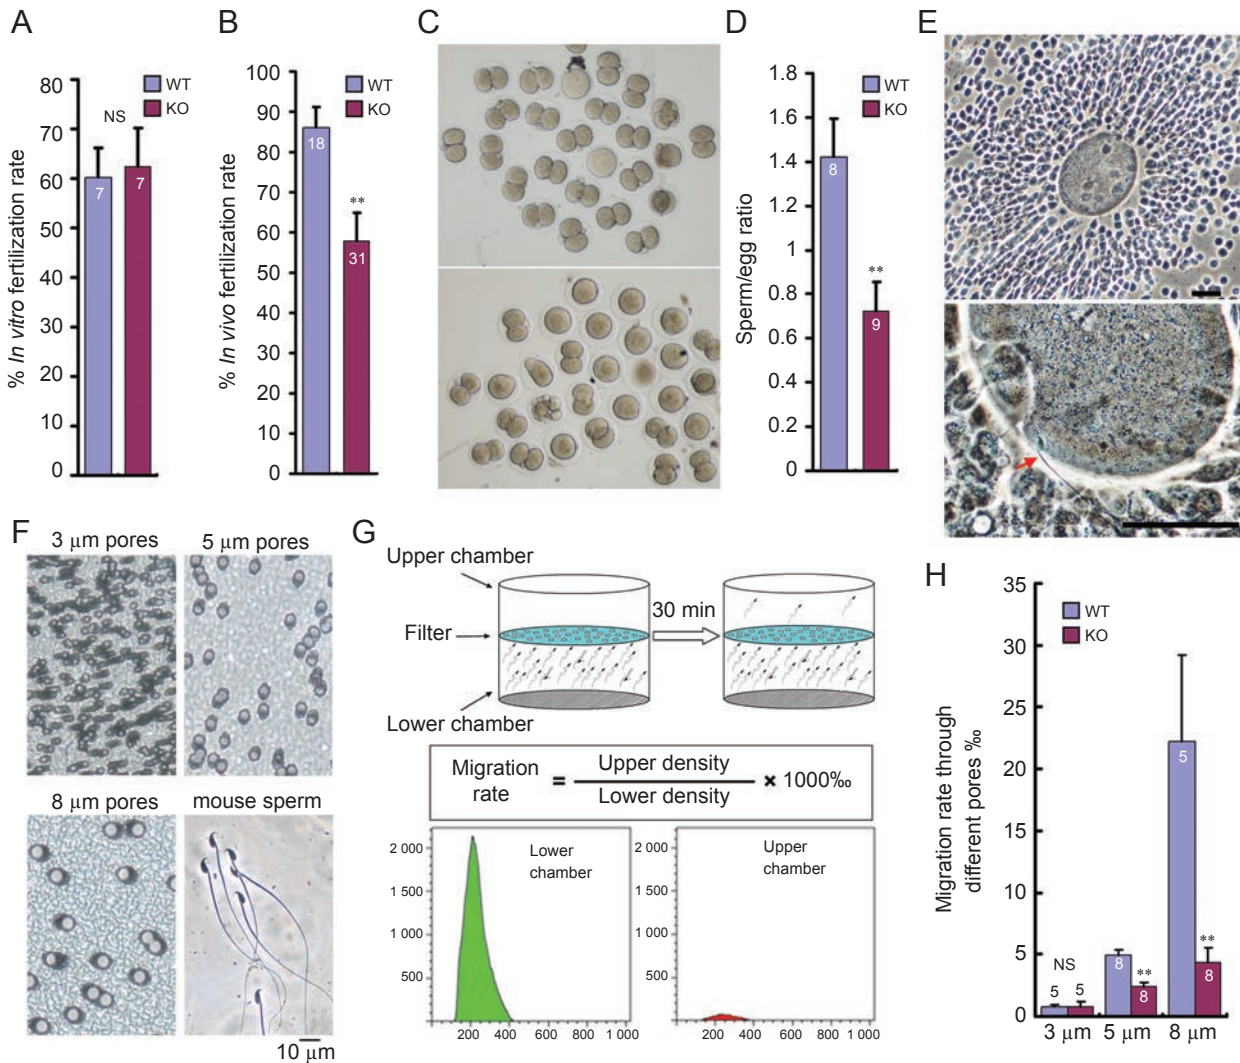 A
80
70
60
50
40
30
20
10
0
% In vitro fertilization rate
WT
KO
NS
7
7
B
100
90
80
70
60
50
40
30
20
10
0
% In vivo fertilization rate
WT
KO
18
**
31
C
D
1.8
1.6
1.4
1.2
1
0.8
0.6
0.4
0.2
0
Sperm/egg ratio
WT
KO
8
**
9
E
F
3 µm pores
5 µm pores
8 µm pores
mouse sperm
10 µm
G
Upper chamber
Filter
Lower chamber
30 min
Migration rate = Upper density / Lower density × 1000‰
2 000
1 500
1 000
500
200 400 600 800 1 000
Lower
chamber
2 000
1 500
1 000
500
200 400 600 800 1 000
Upper
chamber
H
35
30
25
20
15
10
5
0
Migration rate through
different pores ‰
WT
KO
NS
5 5
8
**
8
5
**
8
3 µm 5 µm 8 µm